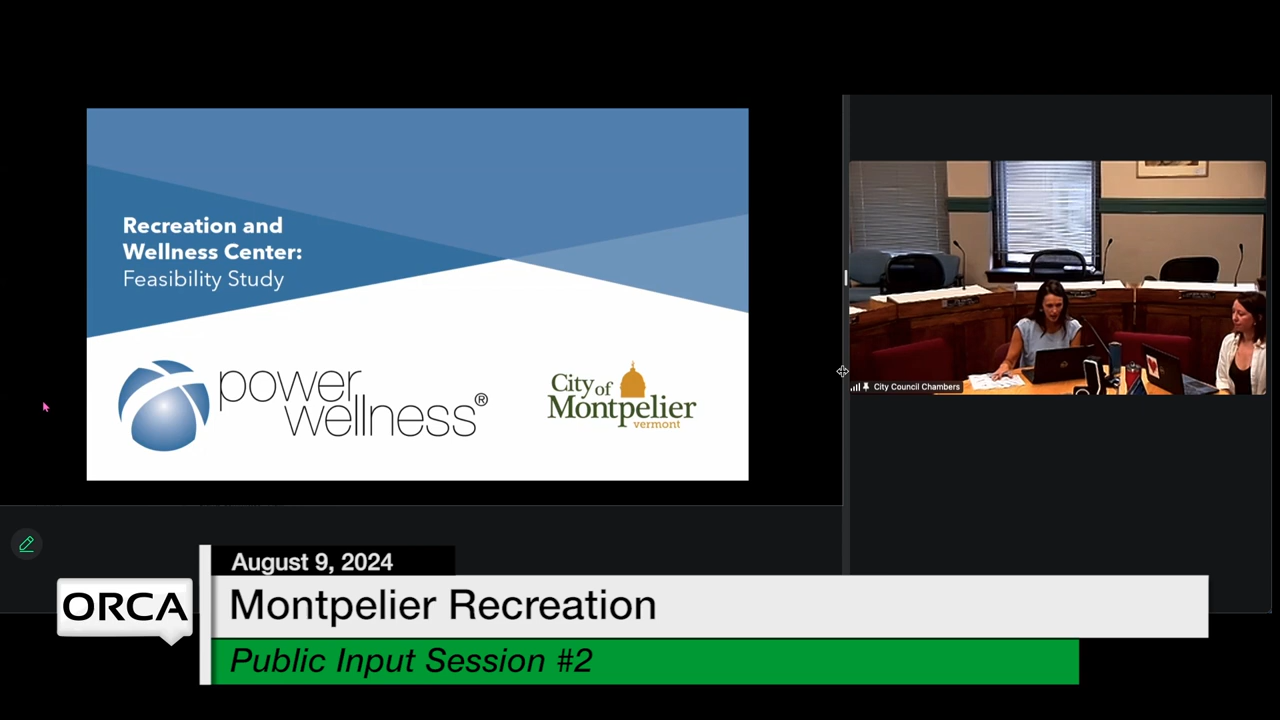 Recreation and
Wellness Center:
Feasibility Study
power
wellness®
City of
Montpelier
vermont
City Council Chambers
August 9, 2024
ORCA
Montpelier Recreation
Public Input Session #2